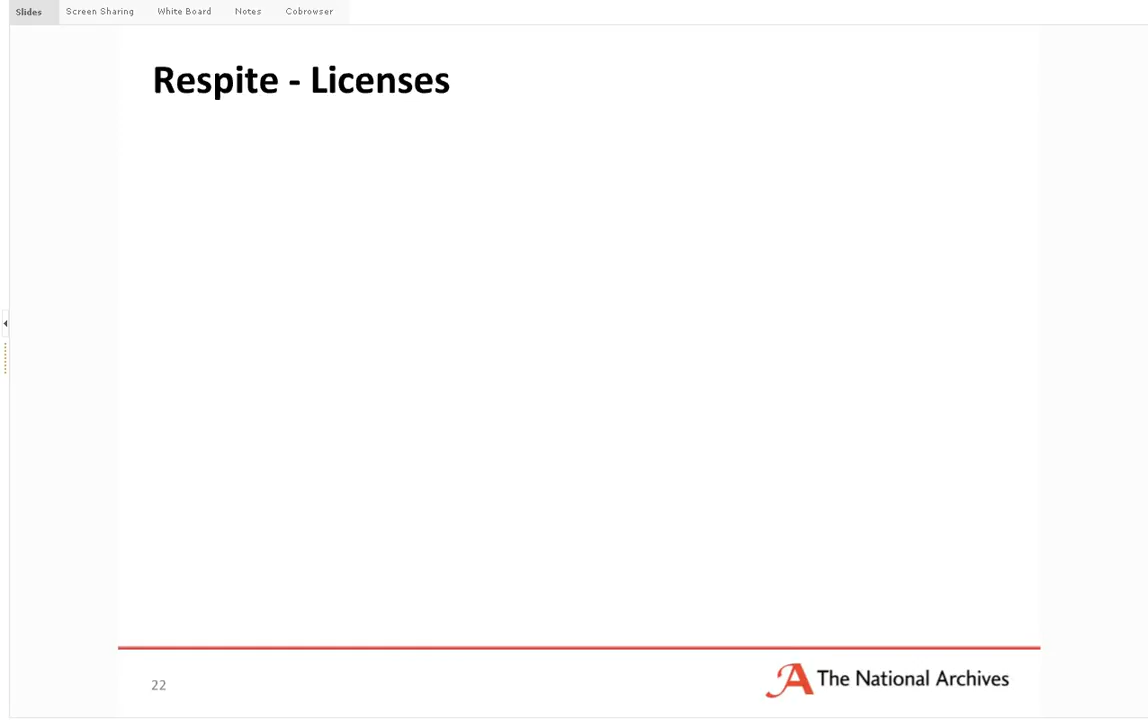 Slides Screen Sharing White Board Notes Cobrowser
Respite - Licenses
22
The National Archives